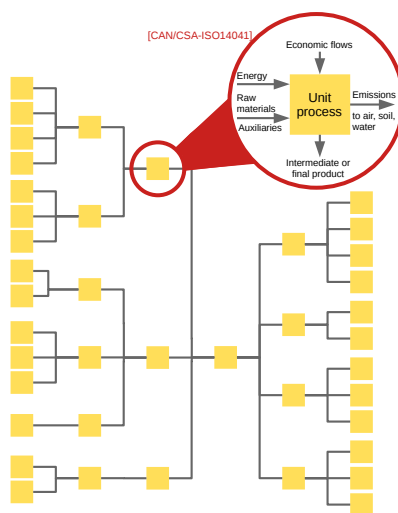 [CAN/CSA-ISO14041]
Economic flows
Energy
Raw
materials
Auxiliaries
Unit
process
Emissions
to air, soil,
water
Intermediate or
final product